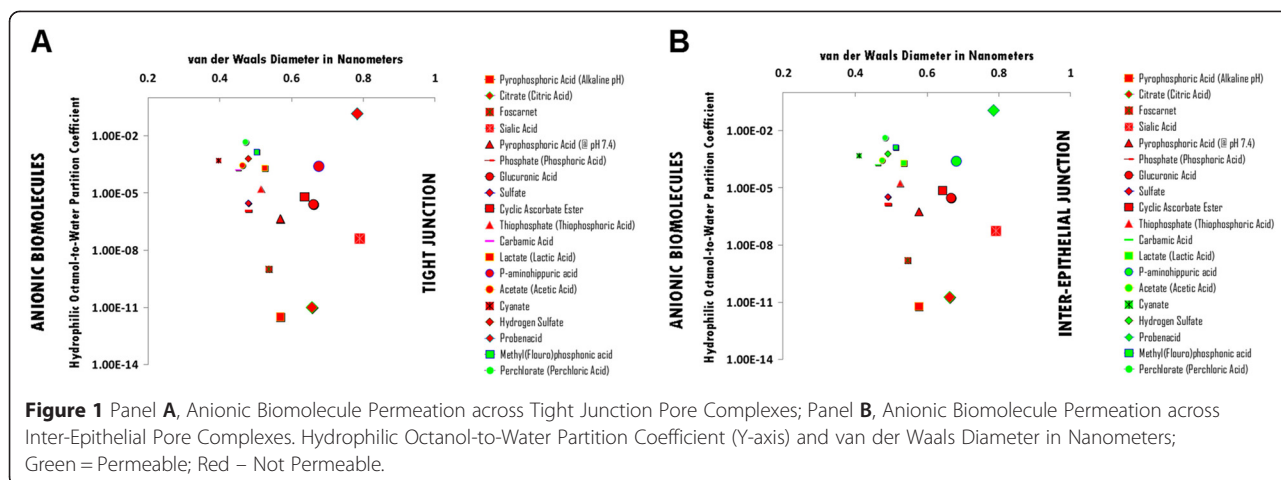 A
van der Waals Diameter in Nanometers
0.2 0.4 0.6 0.8 1
1.00E-02
1.00E-05
1.00E-08
1.00E-11
1.00E-14
ANIONIC BIOMOLECULES
Hydrophilic Octanol-to-Water Partition Coefficient
TIGHT JUNCTION
Pyrophosphoric Acid (Alkaline pH)
Citrate (Citric Acid)
Foscarnet
Sialic Acid
Pyrophosphoric Acid (@ pH 7.4)
Phosphate (Phosphoric Acid)
Glucuronic Acid
Sulfate
Cyclic Ascorbate Ester
Thiophosphate (Thiophosphoric Acid)
Carbamic Acid
Lactate (Lactic Acid)
P-aminohippuric acid
Acetate (Acetic Acid)
Cyanate
Hydrogen Sulfate
Probenacid
Methyl(Flouro)phosphonic acid
Perchlorate (Perchloric Acid)
B
van der Waals Diameter in Nanometers
0.2 0.4 0.6 0.8 1
1.00E-02
1.00E-05
1.00E-08
1.00E-11
1.00E-14
ANIONIC BIOMOLECULES
Hydrophilic Octanol-to-Water Partition Coefficient
INTER-EPITHELIAL JUNCTION
Pyrophosphoric Acid (Alkaline pH)
Citrate (Citric Acid)
Foscarnet
Sialic Acid
Pyrophosphoric Acid (@ pH 7.4)
Phosphate (Phosphoric Acid)
Glucuronic Acid
Sulfate
Cyclic Ascorbate Ester
Thiophosphate (Thiophosphoric Acid)
Carbamic Acid
Lactate (Lactic Acid)
P-aminohippuric acid
Acetate (Acetic Acid)
Cyanate
Hydrogen Sulfate
Probenacid
Methyl(Flouro)phosphonic acid
Perchlorate (Perchloric Acid)
Figure 1 Panel A, Anionic Biomolecule Permeation across Tight Junction Pore Complexes; Panel B, Anionic Biomolecule Permeation across
Inter-Epithelial Pore Complexes. Hydrophilic Octanol-to-Water Partition Coefficient (Y-axis) and van der Waals Diameter in Nanometers;
Green = Permeable; Red – Not Permeable.